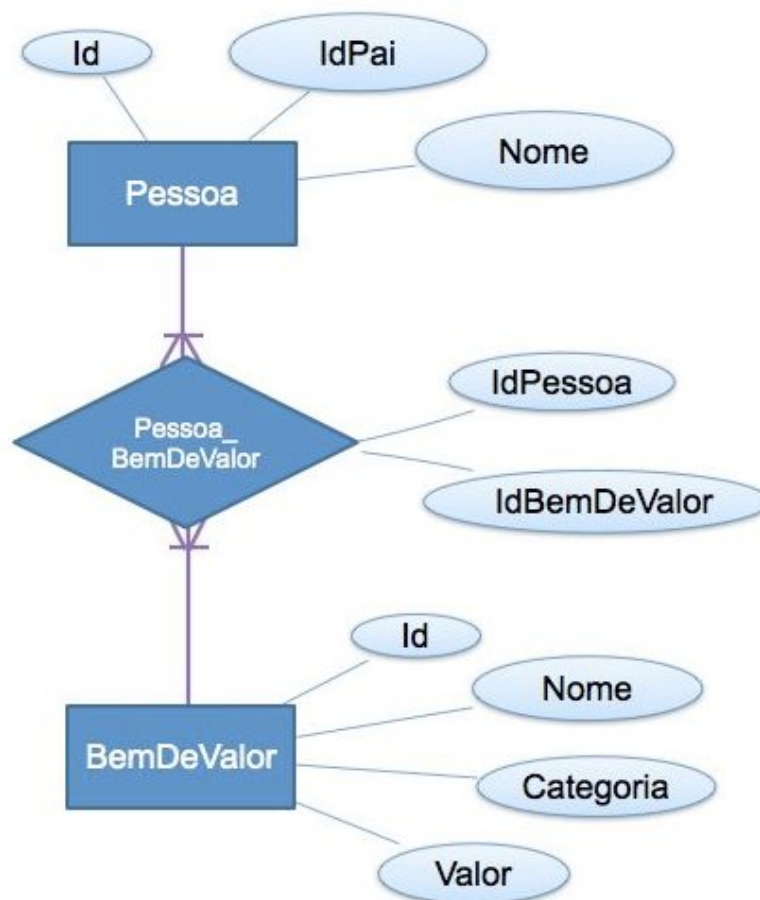 Id
IdPai
Nome
Pessoa
IdPessoa
Pessoa_
BemDeValor
IdBemDeValor
Id
Nome
BemDeValor
Categoria
Valor